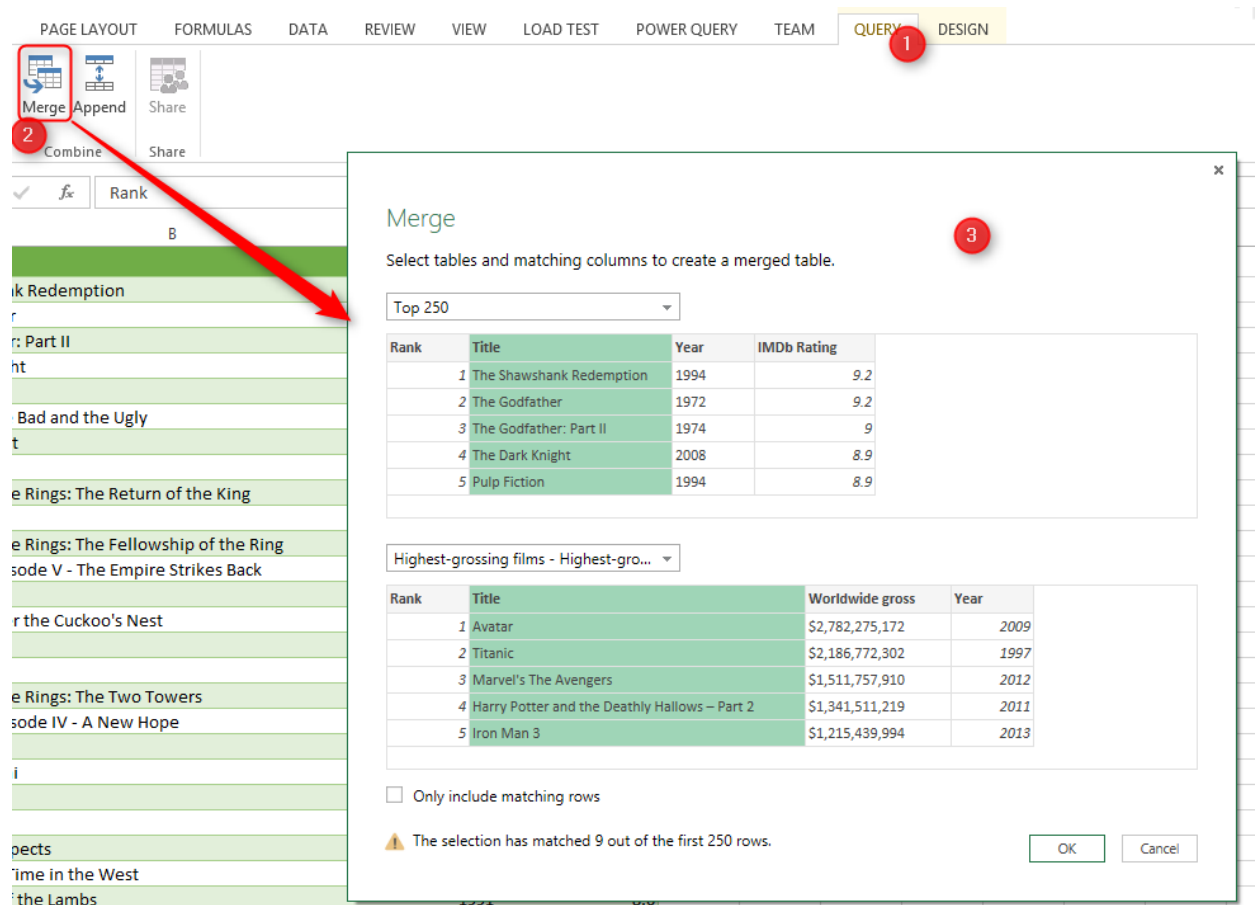 PAGE LAYOUT FORMULAS DATA REVIEW VIEW LOAD TEST POWER QUERY TEAM QUERY DESIGN
1
Merge Append Share
2
Combine Share
fx Rank
B
Redemption
r: Part II
Bad and the Ugly
e Rings: The Return of the King
e Rings: The Fellowship of the Ring
sode V - The Empire Strikes Back
r the Cuckoo's Nest
e Rings: The Two Towers
sode IV - A New Hope
pects
Time in the West
the Lambs
×
3
Merge
Select tables and matching columns to create a merged table.
Top 250
Rank Title Year IMDb Rating
1 The Shawshank Redemption 1994 9.2
2 The Godfather 1972 9.2
3 The Godfather: Part II 1974 9
4 The Dark Knight 2008 8.9
5 Pulp Fiction 1994 8.9
Highest-grossing films - Highest-gro...
Rank Title Worldwide gross Year
1 Avatar $2,782,275,172 2009
2 Titanic $2,186,772,302 1997
3 Marvel's The Avengers $1,511,757,910 2012
4 Harry Potter and the Deathly Hallows – Part 2 $1,341,511,219 2011
5 Iron Man 3 $1,215,439,994 2013
Only include matching rows
The selection has matched 9 out of the first 250 rows.
OK Cancel